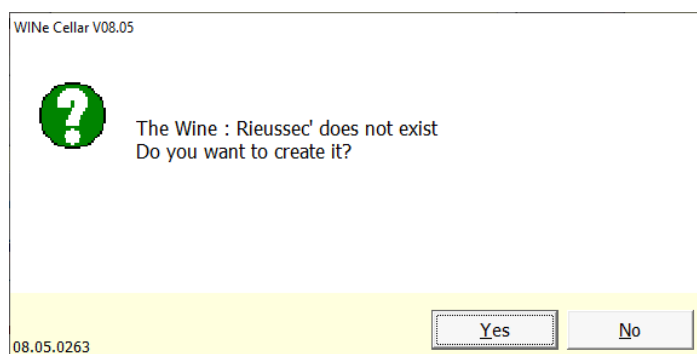 WINe Cellar V08.05
?
The Wine : Rieussec' does not exist
Do you want to create it?
Yes No
08.05.0263